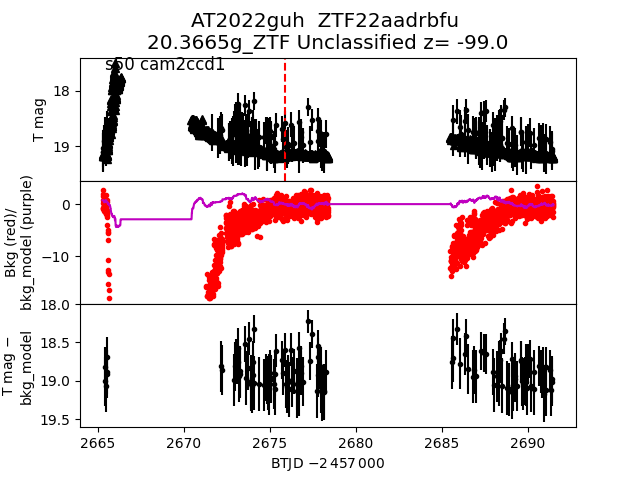 AT2022guh  ZTF22aadrbfu
20.3665g_ZTF Unclassified z= -99.0
s50 cam2ccd1
T mag
18
19
Bkg (red)/
bkg_model (purple)
0
−10
T mag −
bkg_model
18.0
18.5
19.0
19.5
2665 2670 2675 2680 2685 2690
BTJD −2 457 000